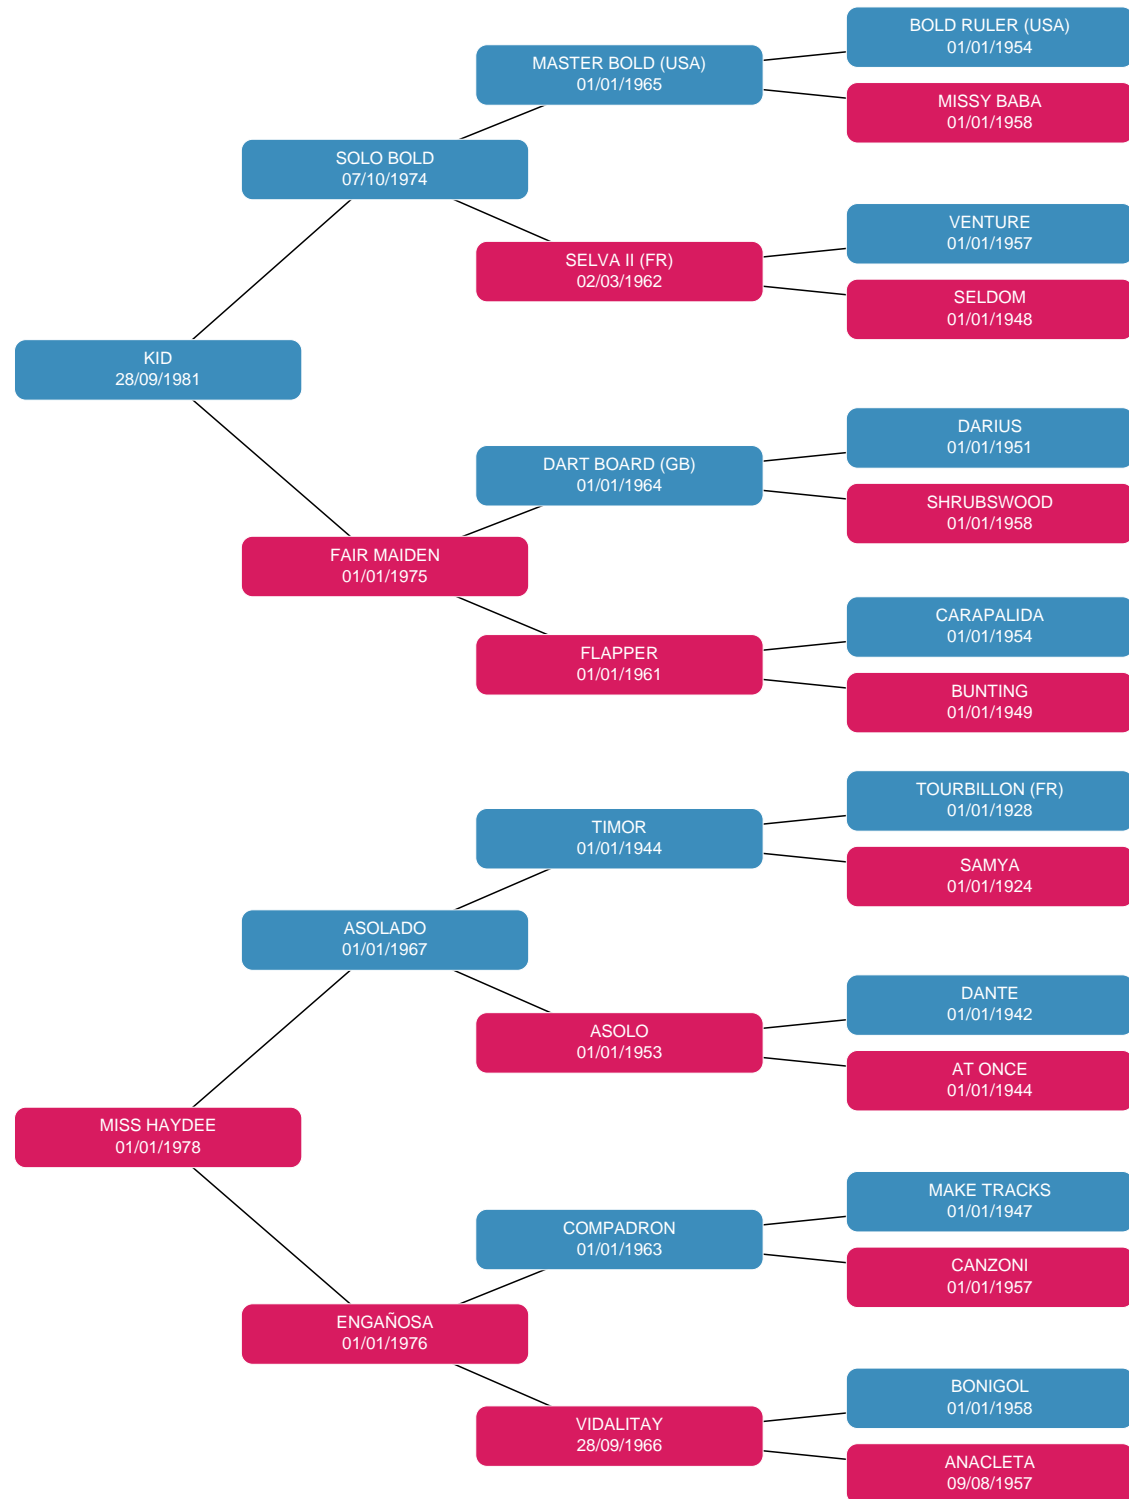 BOLD RULER (USA)
01/01/1954
MASTER BOLD (USA)
01/01/1965
MISSY BABA
01/01/1958
SOLO BOLD
07/10/1974
VENTURE
01/01/1957
SELVA II (FR)
02/03/1962
SELDOM
01/01/1948
KID
28/09/1981
DARIUS
01/01/1951
DART BOARD (GB)
01/01/1964
SHRUBSWOOD
01/01/1958
FAIR MAIDEN
01/01/1975
CARAPALIDA
01/01/1954
FLAPPER
01/01/1961
BUNTING
01/01/1949
TOURBILLON (FR)
01/01/1928
TIMOR
01/01/1944
SAMYA
01/01/1924
ASOLADO
01/01/1967
DANTE
01/01/1942
ASOLO
01/01/1953
AT ONCE
01/01/1944
MISS HAYDEE
01/01/1978
MAKE TRACKS
01/01/1947
COMPADRON
01/01/1963
CANZONI
01/01/1957
ENGAÑOSA
01/01/1976
BONIGOL
01/01/1958
VIDALITAY
28/09/1966
ANACLETA
09/08/1957